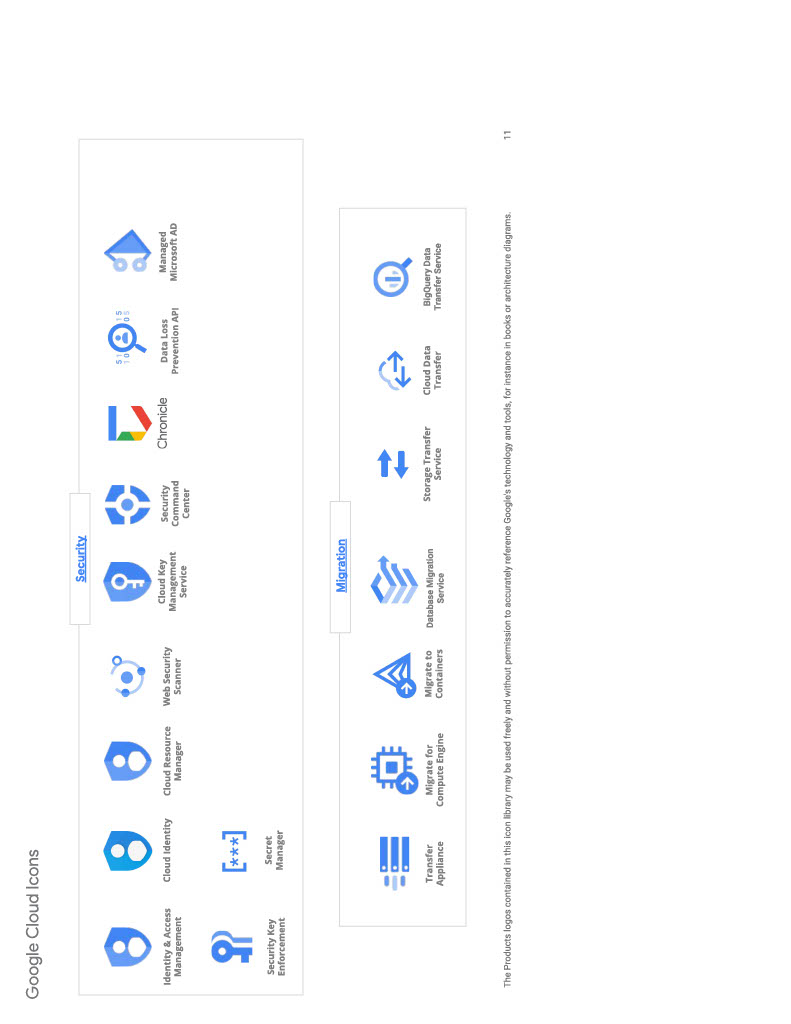 Google Cloud Icons
Security
Identity & Access
Management
Cloud Identity
Cloud Resource
Manager
Web Security
Scanner
Cloud Key
Management
Service
Security
Command
Center
Chronicle
Data Loss
Prevention API
Managed
Microsoft AD
Security Key
Enforcement
Secret
Manager
Migration
Transfer
Appliance
Migrate for
Compute Engine
Migrate to
Containers
Database Migration
Service
Storage Transfer
Service
Cloud Data
Transfer
BigQuery Data
Transfer Service
The Products logos contained in this icon library may be used freely and without permission to accurately reference Google's technology and tools, for instance in books or architecture diagrams.
11